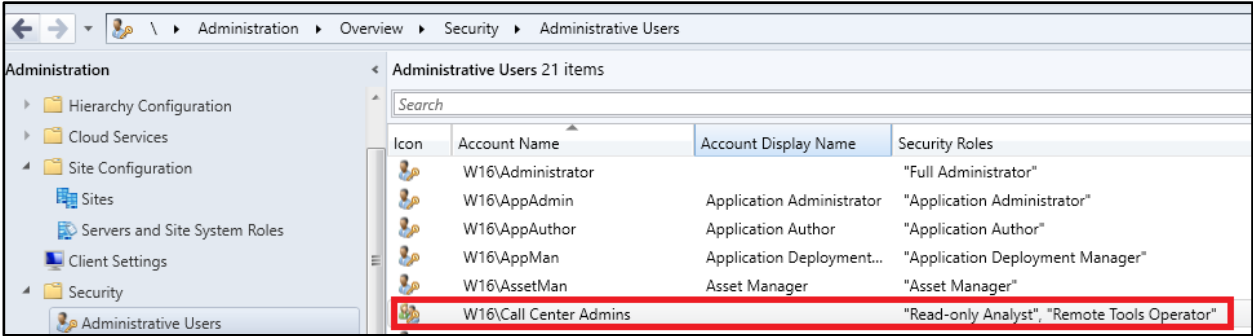 \ ▸ Administration ▸ Overview ▸ Security ▸ Administrative Users
Administration
Hierarchy Configuration
Cloud Services
Site Configuration
Sites
Servers and Site System Roles
Client Settings
Security
Administrative Users
Administrative Users 21 items
Search
Icon Account Name Account Display Name Security Roles
W16\Administrator "Full Administrator"
W16\AppAdmin Application Administrator "Application Administrator"
W16\AppAuthor Application Author "Application Author"
W16\AppMan Application Deployment... "Application Deployment Manager"
W16\AssetMan Asset Manager "Asset Manager"
W16\Call Center Admins "Read-only Analyst", "Remote Tools Operator"